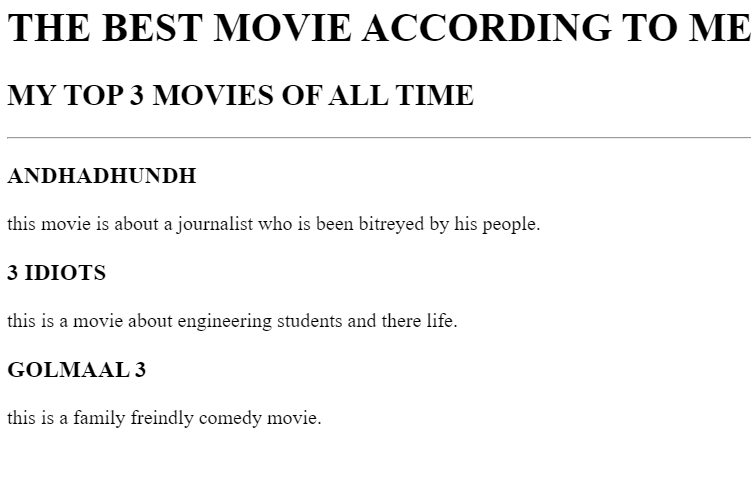 THE BEST MOVIE ACCORDING TO ME
MY TOP 3 MOVIES OF ALL TIME
ANDHADHUNDH
this movie is about a journalist who is been bitreyed by his people.
3 IDIOTS
this is a movie about engineering students and there life.
GOLMAAL 3
this is a family freindly comedy movie.